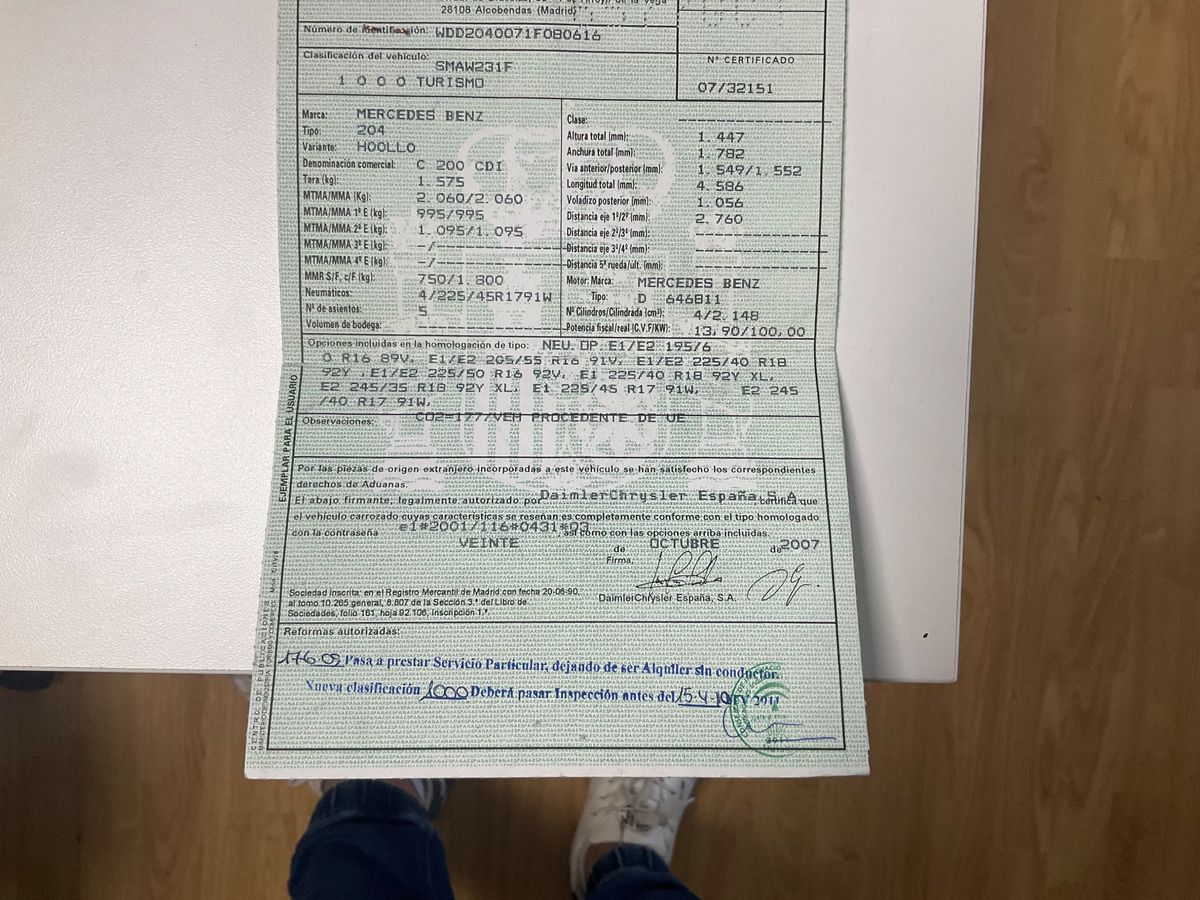 28108 Alcobendas (Madrid)
Número de identificación: WDD2040071F080616
Clasificación del vehículo:
SMAW231F
1 0 0 0 TURISMO
Nº CERTIFICADO
07/32151
Marca: MERCEDES BENZ
Tipo: 204
Variante: HOOLLO
Denominación comercial: C 200 CDI
Tara (kg): 1. 575
MTMA/MMA (Kg): 2. 060/2. 060
MTMA/MMA 1º E (kg): 995/995
MTMA/MMA 2º E (kg): 1. 095/1. 095
MTMA/MMA 3º E (kg): -/-
MTMA/MMA 4º E (kg): -/-
MMR S/F, c/F (kg): 750/1. 800
Neumáticos: 4/225/45R1791W
Nº de asientos: 5
Volumen de bodega:
Clase:
Altura total (mm): 1. 447
Anchura total (mm): 1. 782
Via anterior/posterior (mm): 1. 549/1. 552
Longitud total (mm): 4. 586
Voladizo posterior (mm): 1. 056
Distancia eje 1º/2º (mm): 2. 760
Distancia eje 2º/3º (mm):
Distancia eje 3º/4º (mm):
Distancia 5ª rueda/ult. (mm):
Motor: Marca: MERCEDES BENZ
Tipo: D 646811
Nº Cilindros/Cilindrada (cm³): 4/2. 148
Potencia fiscal/real (C.V.F/KW): 13, 90/100, 00
Opciones incluidas en la homologación de tipo: NEU. OP. E1/E2 195/6
0 R16 89V, E1/E2 205/55 R16 91V, E1/E2 225/40 R18
92Y , E1/E2 225/50 R16 92V, E1 225/40 R18 92Y XL,
E2 245/35 R18 92Y XL, E1 225/45 R17 91W, E2 245
/40 R17 91W,
CO2=177/VEH PROCEDENTE DE UE
Observaciones:
EJEMPLAR PARA EL USUARIO
Por las piezas de origen extranjero incorporadas a este vehículo se han satisfecho los correspondientes
derechos de Aduanas.
El abajo firmante, legalmente autorizado por DaimlerChrysler España, S.A. certifica que
el vehículo carrozado cuyas características se reseñan es completamente conforme con el tipo homologado
con la contraseña e1*2001/116*0431*03, así como con las opciones arriba incluidas.
VEINTE de OCTUBRE de 2007
Firma,
DaimlerChrysler España, S.A.
Sociedad inscrita: en el Registro Mercantil de Madrid con fecha 20-06-90,
al tomo 10.265 general, 8.807 de la Sección 3.ª del Libro de
Sociedades, folio 161, hoja 92.106, inscripción 1.ª.
CENTRO DE PUBLICACIONES
Reformas autorizadas:
176-09 Pasa a prestar Servicio Particular, dejando de ser Alquiler sin conductor.
Nueva clasificación 1000 Deberá pasar Inspección antes del 15-4-10